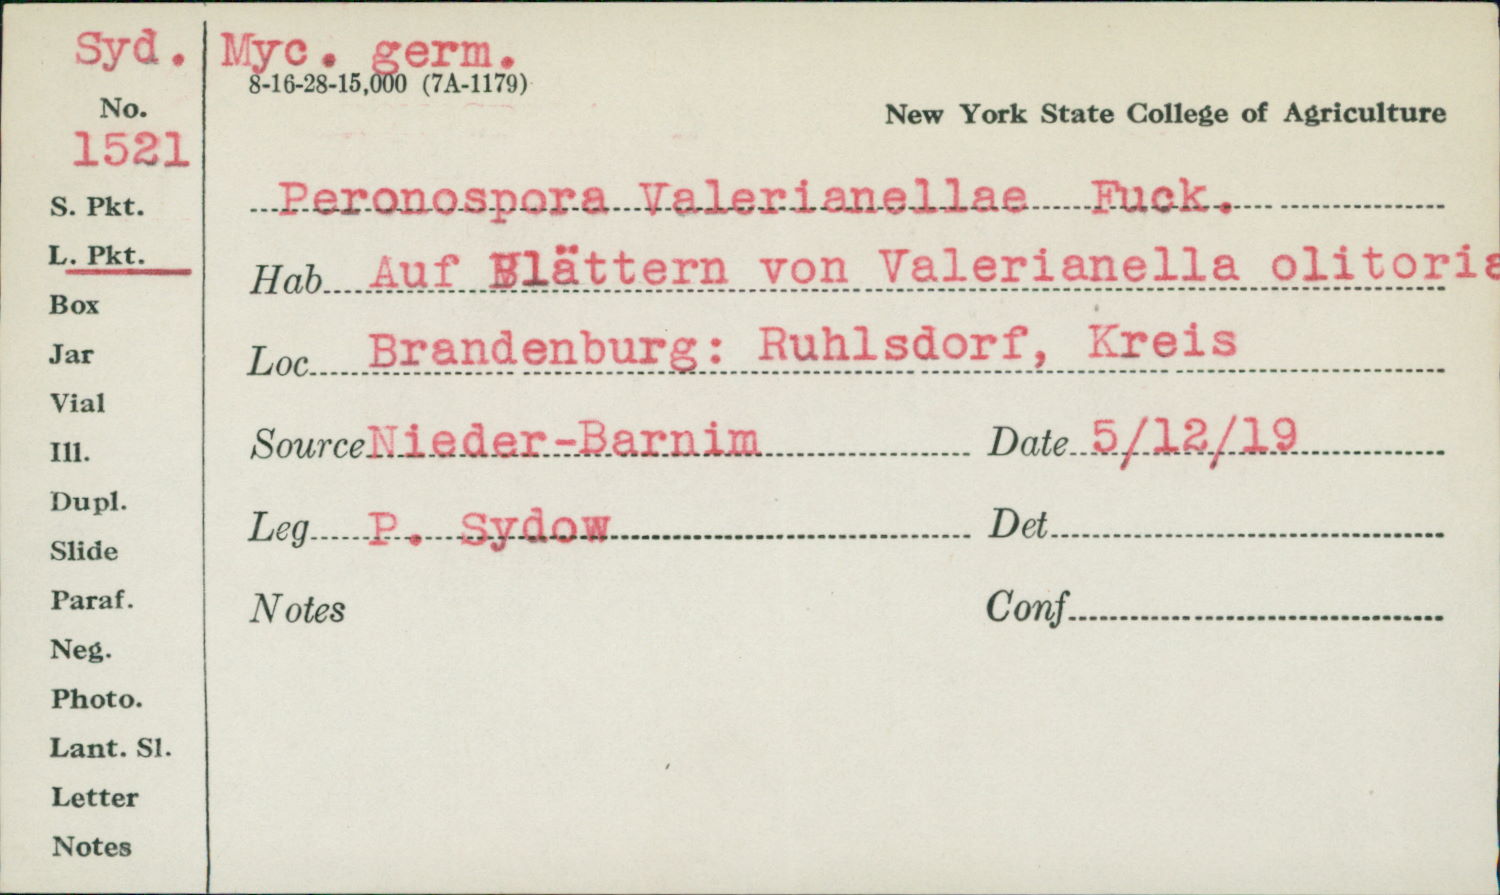 Syd. Myc. germ.
8-16-28-15,000 (7A-1179)
No.
New York State College of Agriculture
1521
Peronospora Valerianellae Fuck.
S. Pkt.
L. Pkt.
Hab Auf Blättern von Valerianella olitoria
Box
Jar
Loc Brandenburg: Ruhlsdorf, Kreis
Vial
Ill.
Source Nieder-Barnim Date 5/12/19
Dupl.
Leg P. Sydow Det
Slide
Paraf.
Notes Conf
Neg.
Photo.
Lant. Sl.
Letter
Notes